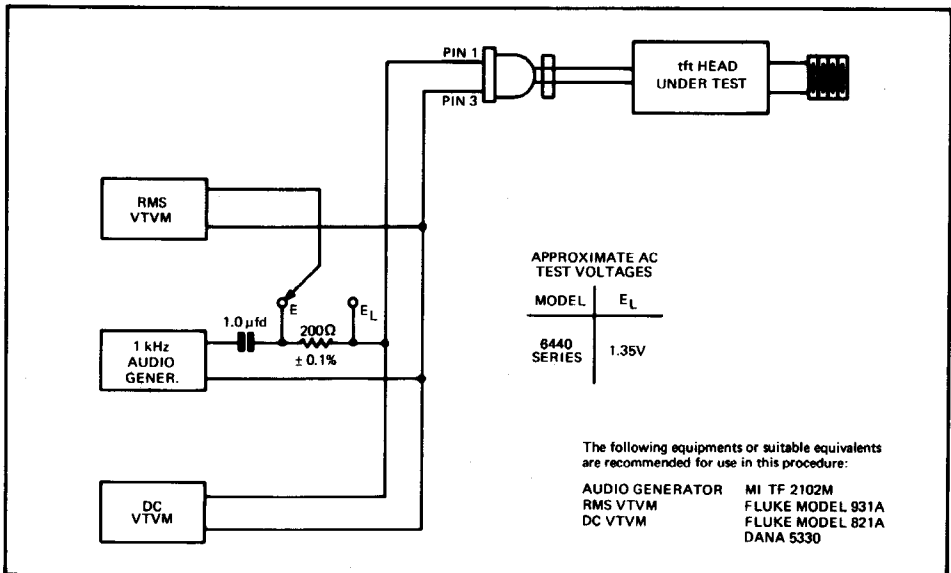 PIN 1
PIN 3
tft HEAD
UNDER TEST
RMS
VTVM
E
E_L
1.0 µfd
200Ω
± 0.1%
1 kHz
AUDIO
GENER.
DC
VTVM
APPROXIMATE AC
TEST VOLTAGES
MODEL E_L
6440
SERIES
1.35V
The following equipments or suitable equivalents
are recommended for use in this procedure:
AUDIO GENERATOR MI TF 2102M
RMS VTVM FLUKE MODEL 931A
DC VTVM FLUKE MODEL 821A
DANA 5330